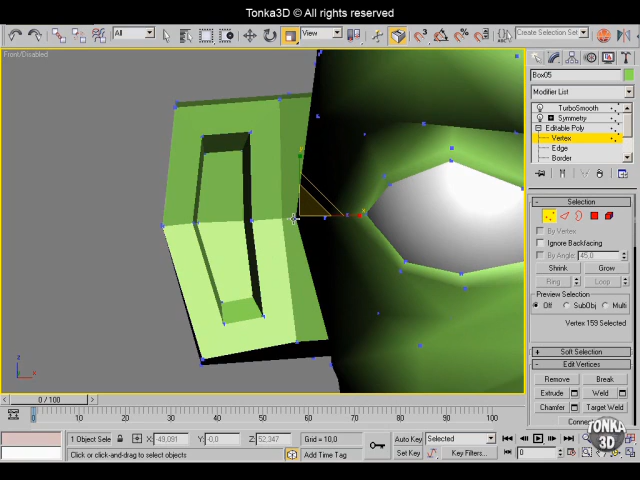 Tonka3D © All rights reserved
All
View
Create Selection Set
Front/Disabled
Box05
Modifier List
TurboSmooth
Symmetry
Editable Poly
Vertex
Edge
Border
Selection
By Vertex
Ignore Backfacing
By Angle: 45,0
Shrink Grow
Ring Loop
Preview Selection
Off SubObj Multi
Vertex 159 Selected
Soft Selection
Edit Vertices
Remove Break
Extrude Weld
Chamfer Target Weld
0 / 100
0 10 20 30 40 50 60 70 80 90 100
1 Object Sele X: -49,091 Y: -0,0 Z: 52,347 Grid = 10,0 Auto Key Selected
Click or click-and-drag to select objects Add Time Tag Set Key Key Filters... 0
TONKA
3D